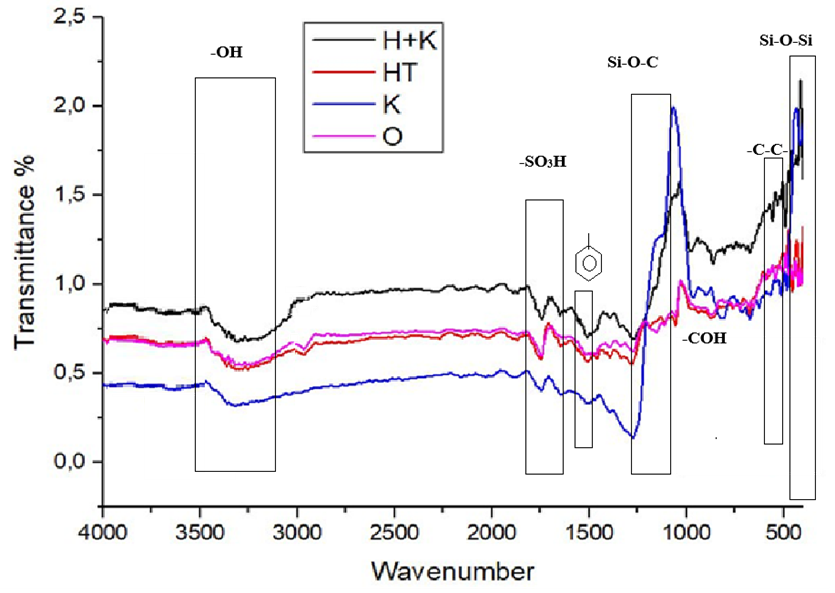 -OH
H+K
HT
K
O
Si-O-C
Si-O-Si
-SO₃H
-C-C-
-COH
Transmittance %
2,5
2,0
1,5
1,0
0,5
0,0
4000 3500 3000 2500 2000 1500 1000 500
Wavenumber